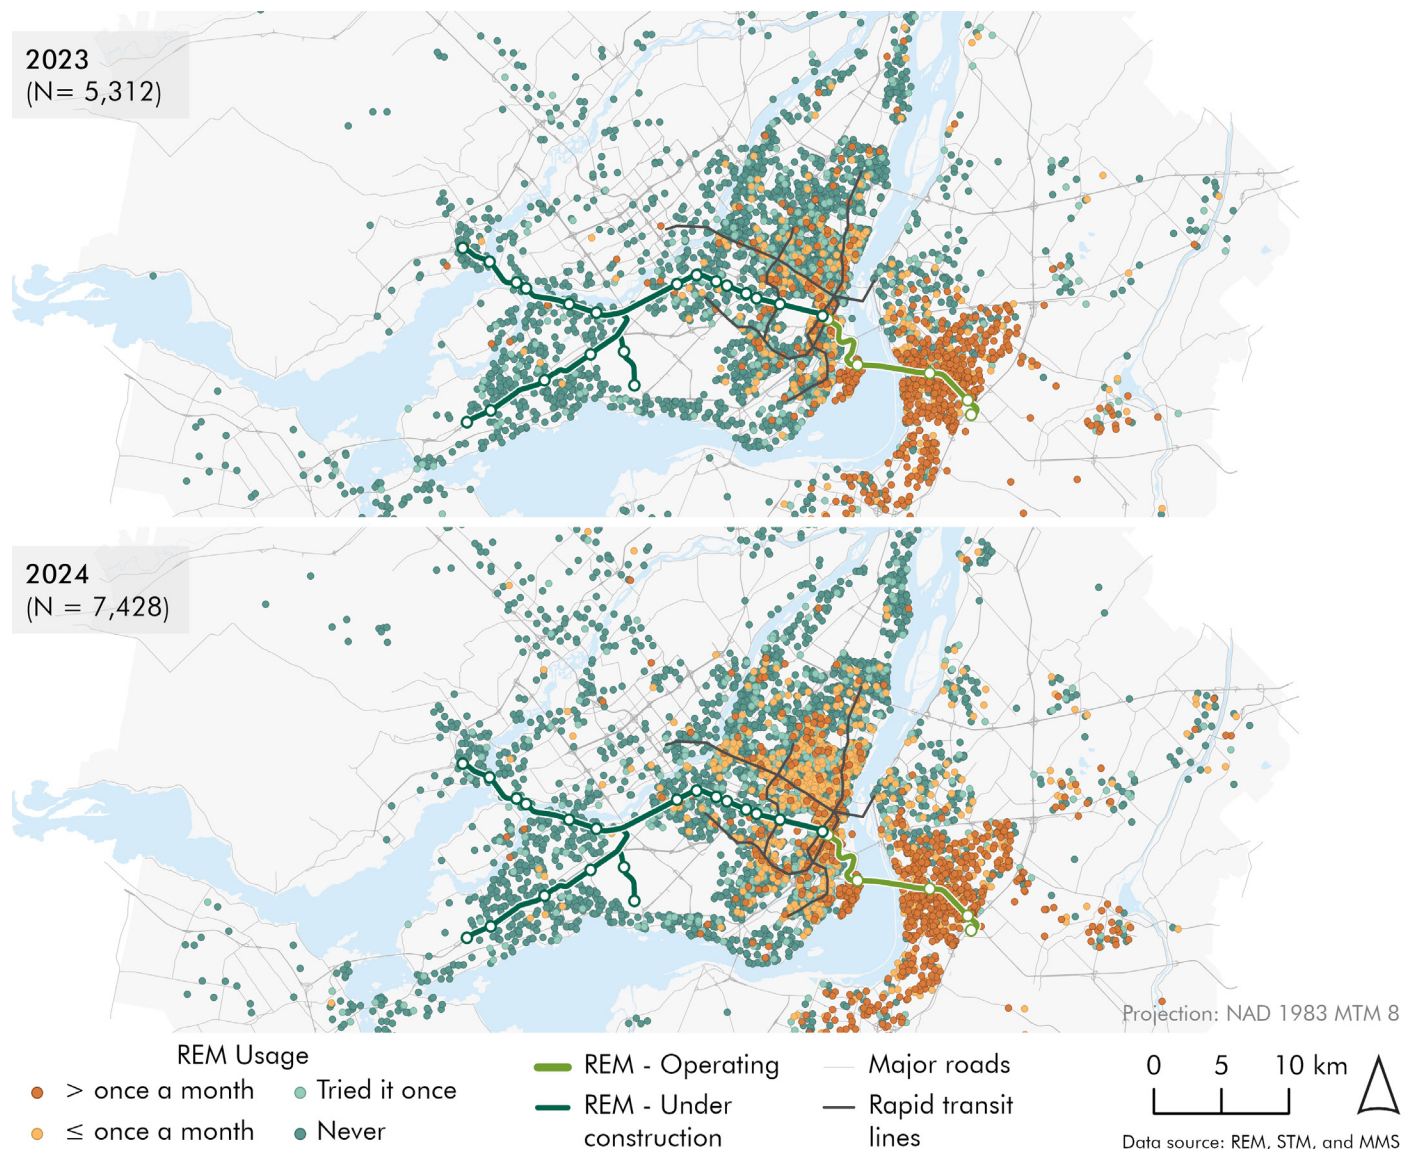 2023
(N= 5,312)
2024
(N = 7,428)
Projection: NAD 1983 MTM 8
REM Usage
> once a month
≤ once a month
Tried it once
Never
REM - Operating
REM - Under
construction
Major roads
Rapid transit
lines
0 5 10 km
Data source: REM, STM, and MMS